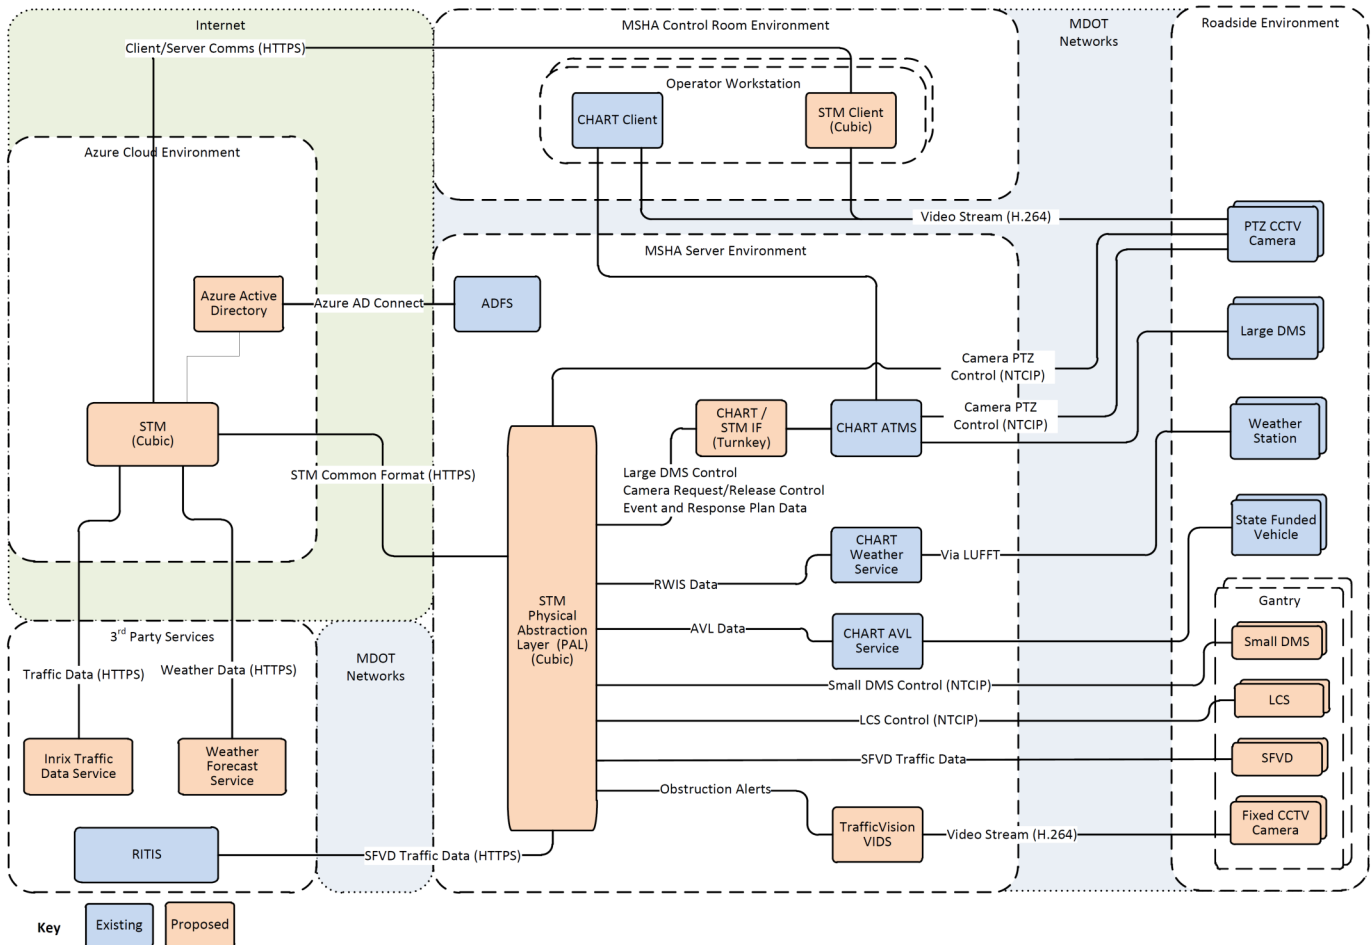 Internet
MSHA Control Room Environment
MDOT
Networks
Roadside Environment
Client/Server Comms (HTTPS)
Operator Workstation
CHART Client
STM Client
(Cubic)
Azure Cloud Environment
Video Stream (H.264)
PTZ CCTV
Camera
MSHA Server Environment
Azure Active
Directory
Azure AD Connect
ADFS
Large DMS
Camera PTZ
Control (NTCIP)
STM
(Cubic)
CHART /
STM IF
(Turnkey)
CHART ATMS
Camera PTZ
Control (NTCIP)
Weather
Station
STM Common Format (HTTPS)
Large DMS Control
Camera Request/Release Control
Event and Response Plan Data
State Funded
Vehicle
CHART
Weather
Service
Via LUFFT
RWIS Data
STM
Physical
Abstraction
Layer (PAL)
(Cubic)
Gantry
3rd Party Services
AVL Data
CHART AVL
Service
Small DMS
MDOT
Networks
Traffic Data (HTTPS)
Weather Data (HTTPS)
Small DMS Control (NTCIP)
LCS
LCS Control (NTCIP)
Inrix Traffic
Data Service
Weather
Forecast
Service
SFVD Traffic Data
SFVD
Obstruction Alerts
TrafficVision
VIDS
Video Stream (H.264)
Fixed CCTV
Camera
RITIS
SFVD Traffic Data (HTTPS)
Key
Existing
Proposed